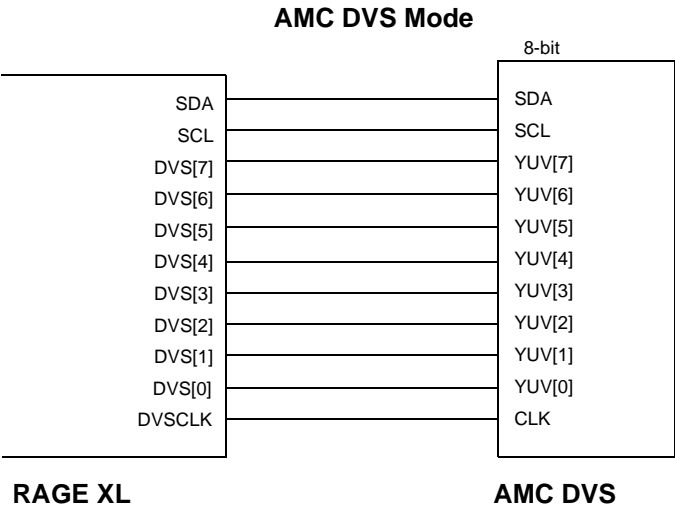 AMC DVS Mode
8-bit
SDA SDA
SCL SCL
DVS[7] YUV[7]
DVS[6] YUV[6]
DVS[5] YUV[5]
DVS[4] YUV[4]
DVS[3] YUV[3]
DVS[2] YUV[2]
DVS[1] YUV[1]
DVS[0] YUV[0]
DVSCLK CLK
RAGE XL AMC DVS